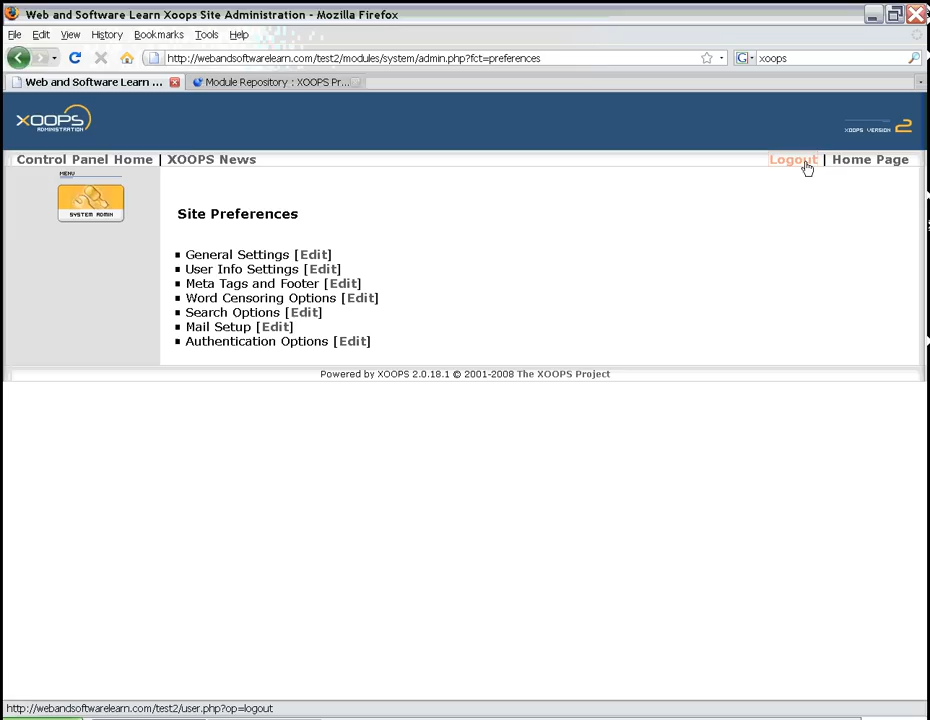 Web and Software Learn Xoops Site Administration - Mozilla Firefox
File Edit View History Bookmarks Tools Help
http://webandsoftwarelearn.com/test2/modules/system/admin.php?fct=preferences
G xoops
Web and Software Learn ...
Module Repository : XOOPS Pr...
XOOPS
ADMINISTRATION
XOOPS VERSION 2
Control Panel Home | XOOPS News
Logout | Home Page
MENU
SYSTEM ADMIN
Site Preferences
General Settings [Edit]
User Info Settings [Edit]
Meta Tags and Footer [Edit]
Word Censoring Options [Edit]
Search Options [Edit]
Mail Setup [Edit]
Authentication Options [Edit]
Powered by XOOPS 2.0.18.1 © 2001-2008 The XOOPS Project
http://webandsoftwarelearn.com/test2/user.php?op=logout